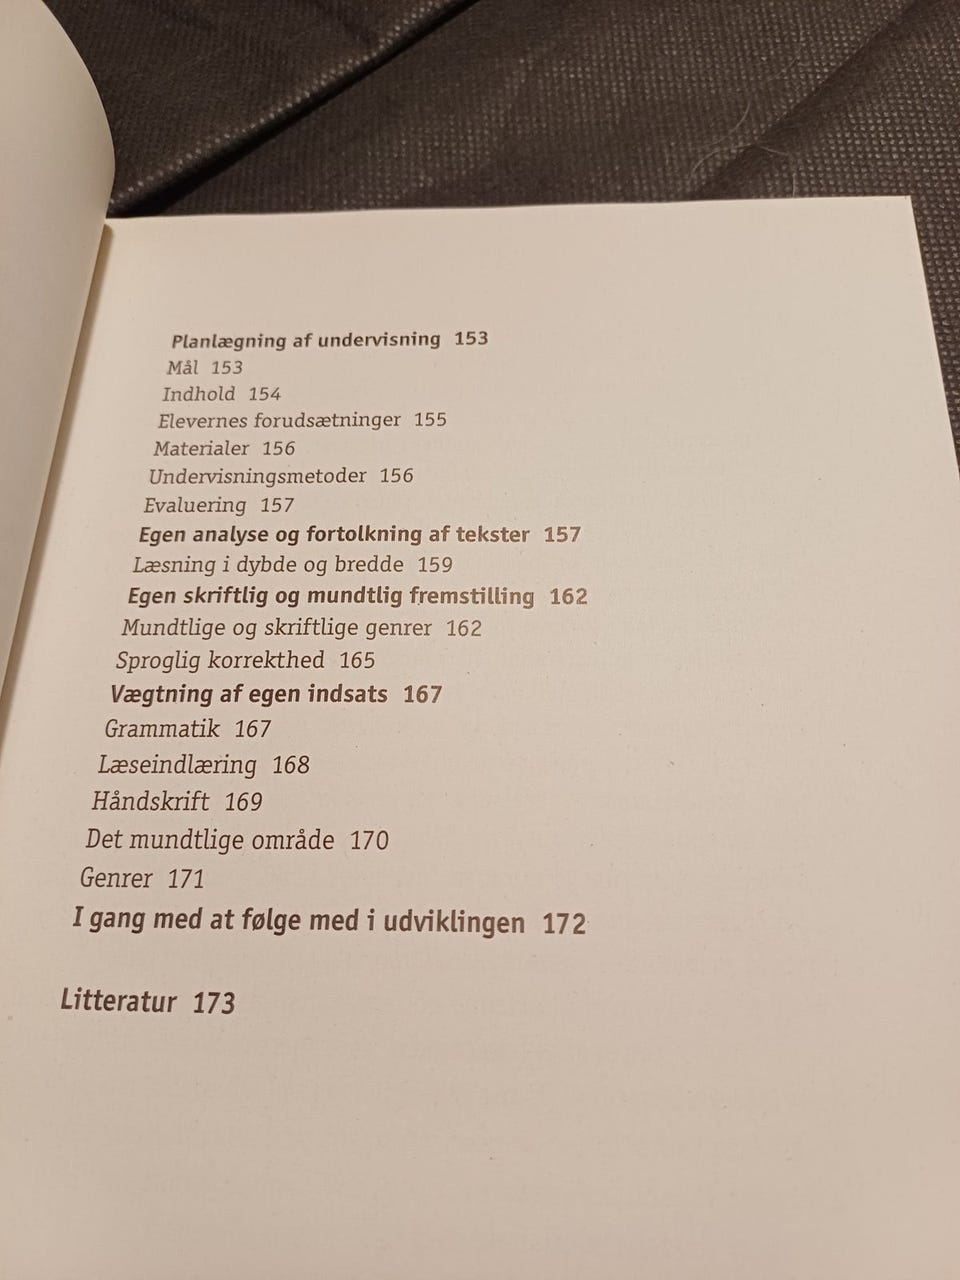 Planlægning af undervisning 153
Mål 153
Indhold 154
Elevernes forudsætninger 155
Materialer 156
Undervisningsmetoder 156
Evaluering 157
Egen analyse og fortolkning af tekster 157
Læsning i dybde og bredde 159
Egen skriftlig og mundtlig fremstilling 162
Mundtlige og skriftlige genrer 162
Sproglig korrekthed 165
Vægtning af egen indsats 167
Grammatik 167
Læseindlæring 168
Håndskrift 169
Det mundtlige område 170
Genrer 171
I gang med at følge med i udviklingen 172
Litteratur 173